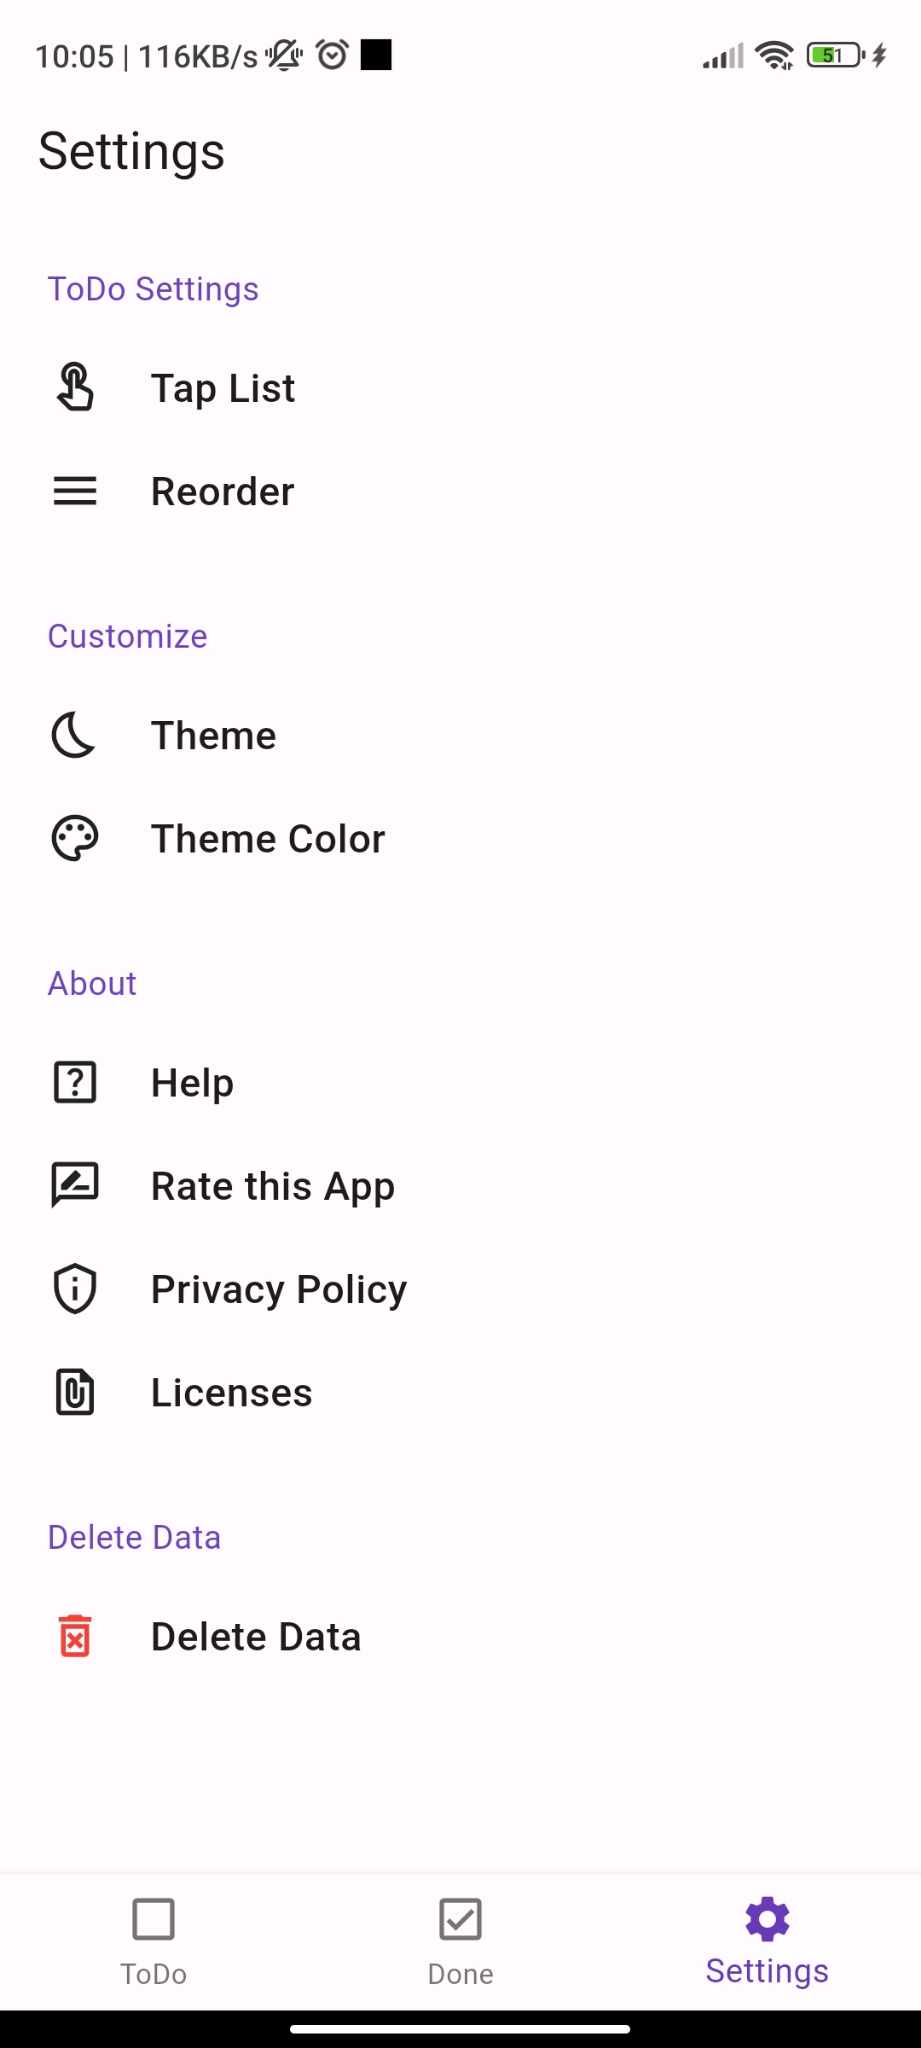 10:05 | 116KB/s 51
Settings
ToDo Settings
Tap List
Reorder
Customize
Theme
Theme Color
About
Help
Rate this App
Privacy Policy
Licenses
Delete Data
Delete Data
ToDo Done Settings